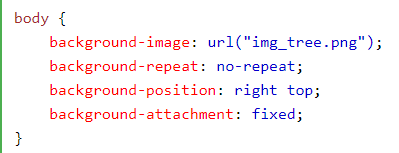 body {
    background-image: url("img_tree.png");
    background-repeat: no-repeat;
    background-position: right top;
    background-attachment: fixed;
}